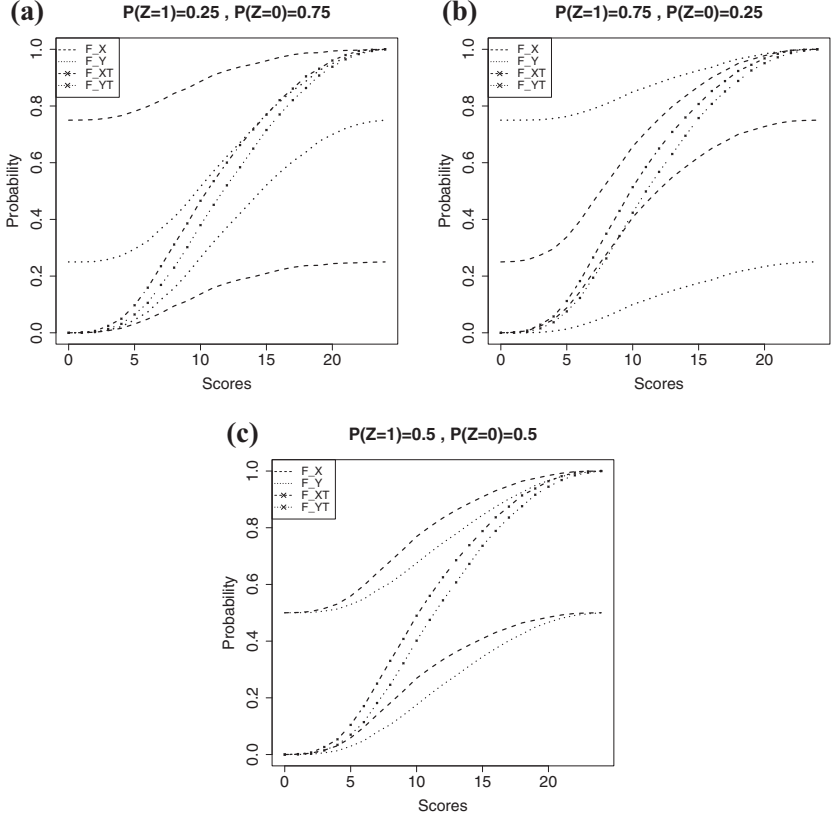 (a)
P(Z=1)=0.25 , P(Z=0)=0.75
F_X
F_Y
F_XT
F_YT
Probability
0.0 0.2 0.4 0.6 0.8 1.0
0 5 10 15 20
Scores
(b)
P(Z=1)=0.75 , P(Z=0)=0.25
F_X
F_Y
F_XT
F_YT
Probability
0.0 0.2 0.4 0.6 0.8 1.0
0 5 10 15 20
Scores
(c)
P(Z=1)=0.5 , P(Z=0)=0.5
F_X
F_Y
F_XT
F_YT
Probability
0.0 0.2 0.4 0.6 0.8 1.0
0 5 10 15 20
Scores